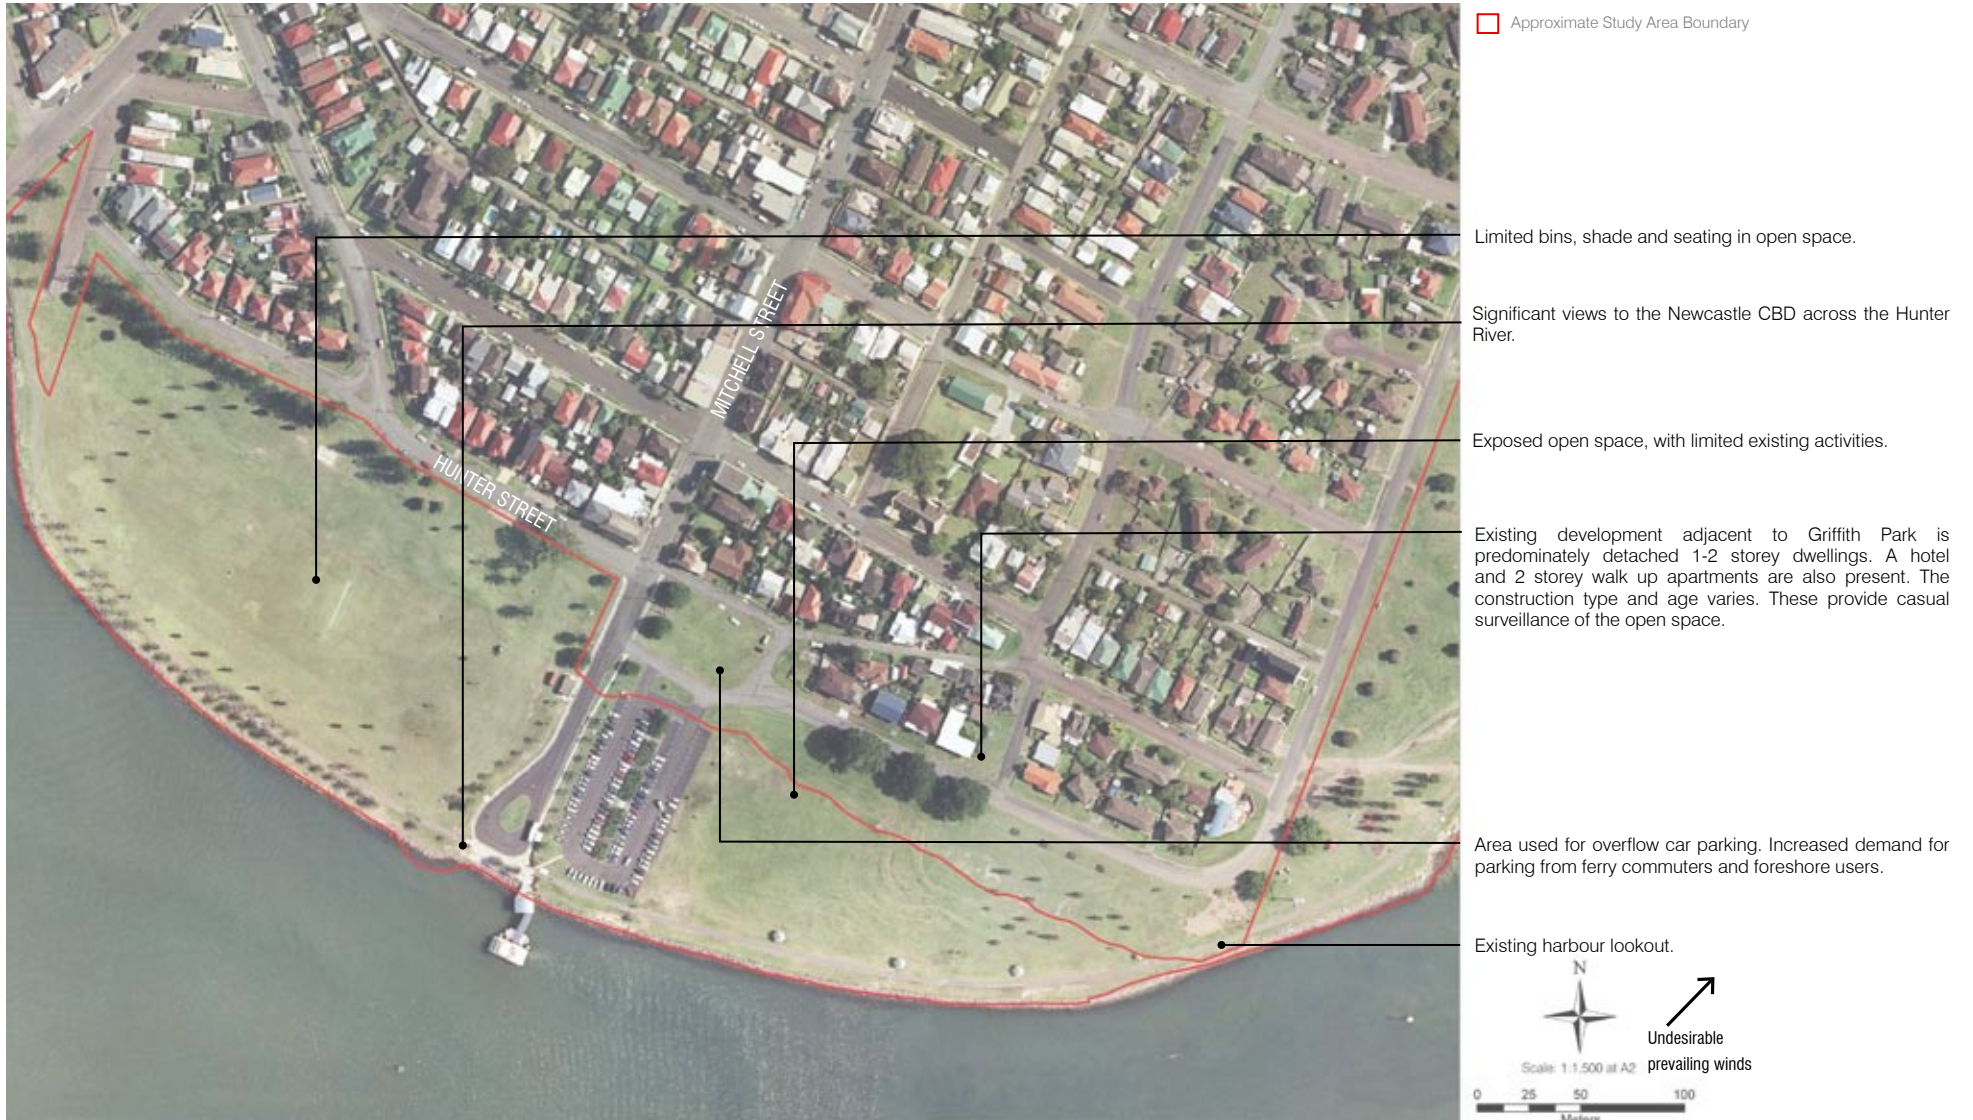 Approximate Study Area Boundary
Limited bins, shade and seating in open space.
Significant views to the Newcastle CBD across the Hunter
River.
MITCHELL STREET
Exposed open space, with limited existing activities.
HUNTER STREET
Existing development adjacent to Griffith Park is
predominately detached 1-2 storey dwellings. A hotel
and 2 storey walk up apartments are also present. The
construction type and age varies. These provide casual
surveillance of the open space.
Area used for overflow car parking. Increased demand for
parking from ferry commuters and foreshore users.
Existing harbour lookout.
N
Undesirable
prevailing winds
Scale: 1:1,500 at A2
0 25 50 100
Meters